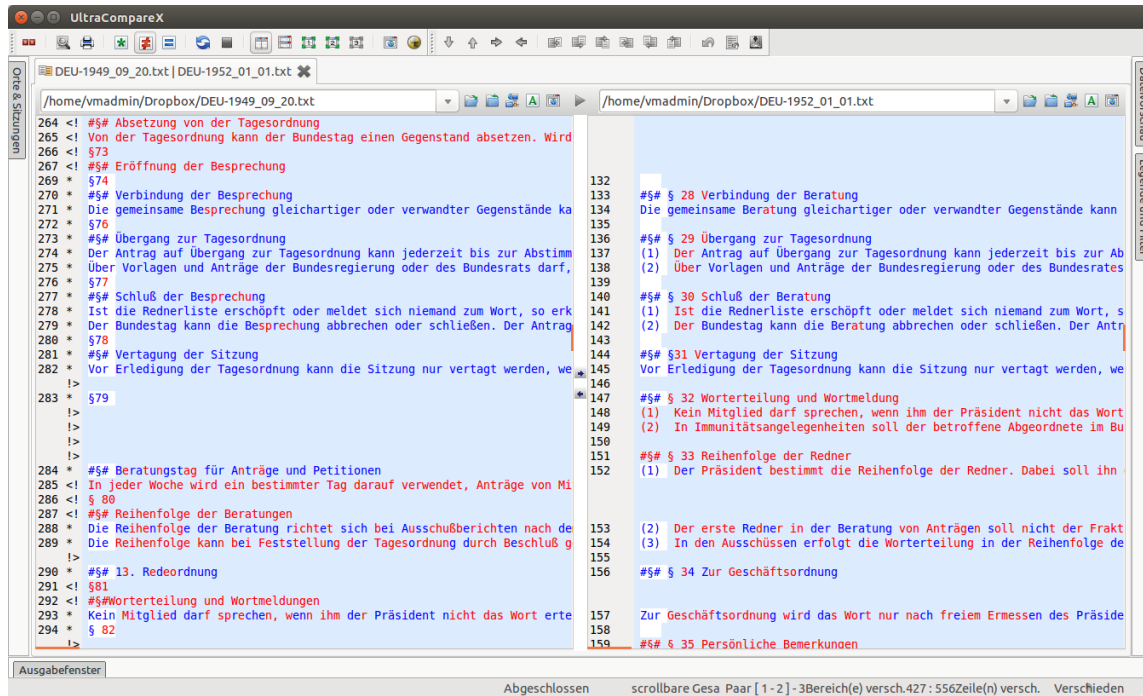 UltraCompareX
DEU-1949_09_20.txt | DEU-1952_01_01.txt
Orte & Sitzungen
/home/vmadmin/Dropbox/DEU-1949_09_20.txt
/home/vmadmin/Dropbox/DEU-1952_01_01.txt
264 <! #§# Absetzung von der Tagesordnung
265 <! Von der Tagesordnung kann der Bundestag einen Gegenstand absetzen. Wird
266 <! §73
267 <! #§# Eröffnung der Besprechung
269 * §74
270 * #§# Verbindung der Besprechung
271 * Die gemeinsame Besprechung gleichartiger oder verwandter Gegenstände ka
272 * §76
273 * #§# Übergang zur Tagesordnung
274 * Der Antrag auf Übergang zur Tagesordnung kann jederzeit bis zur Abstimm
275 * Über Vorlagen und Anträge der Bundesregierung oder des Bundesrats darf,
276 * §77
277 * #§# Schluß der Besprechung
278 * Ist die Rednerliste erschöpft oder meldet sich niemand zum Wort, so erk
279 * Der Bundestag kann die Besprechung abbrechen oder schließen. Der Antrag
280 * §78
281 * #§# Vertagung der Sitzung
282 * Vor Erledigung der Tagesordnung kann die Sitzung nur vertagt werden, we
!>
283 * §79
!>
!>
!>
!>
284 * #§# Beratungstag für Anträge und Petitionen
285 <! In jeder Woche wird ein bestimmter Tag darauf verwendet, Anträge von Mi
286 <! § 80
287 <! #§# Reihenfolge der Beratungen
288 * Die Reihenfolge der Beratung richtet sich bei Ausschußberichten nach de
289 * Die Reihenfolge kann bei Feststellung der Tagesordnung durch Beschluß g
!>
290 * #§# 13. Redeordnung
291 <! §81
292 <! #§#Worterteilung und Wortmeldungen
293 * Kein Mitglied darf sprechen, wenn ihm der Präsident nicht das Wort erte
294 * § 82
!>
132
133 #§# § 28 Verbindung der Beratung
134 Die gemeinsame Beratung gleichartiger oder verwandter Gegenstände kann
135
136 #§# § 29 Übergang zur Tagesordnung
137 (1) Der Antrag auf Übergang zur Tagesordnung kann jederzeit bis zur Ab
138 (2) Über Vorlagen und Anträge der Bundesregierung oder des Bundesrates
139
140 #§# § 30 Schluß der Beratung
141 (1) Ist die Rednerliste erschöpft oder meldet sich niemand zum Wort, s
142 (2) Der Bundestag kann die Beratung abbrechen oder schließen. Der Antr
143
144 #§# §31 Vertagung der Sitzung
145 Vor Erledigung der Tagesordnung kann die Sitzung nur vertagt werden, we
146
147 #§# § 32 Worterteilung und Wortmeldung
148 (1) Kein Mitglied darf sprechen, wenn ihm der Präsident nicht das Wort
149 (2) In Immunitätsangelegenheiten soll der betroffene Abgeordnete im Bu
150
151 #§# § 33 Reihenfolge der Redner
152 (1) Der Präsident bestimmt die Reihenfolge der Redner. Dabei soll ihn
153 (2) Der erste Redner in der Beratung von Anträgen soll nicht der Frakt
154 (3) In den Ausschüssen erfolgt die Worterteilung in der Reihenfolge de
155
156 #§# § 34 Zur Geschäftsordnung
157 Zur Geschäftsordnung wird das Wort nur nach freiem Ermessen des Präside
158
159 #§# § 35 Persönliche Bemerkungen
Ausgabefenster
Abgeschlossen scrollbare Gesa Paar [ 1 - 2 ] - 3Bereich(e) versch.427 : 556Zeile(n) versch. Verschieden